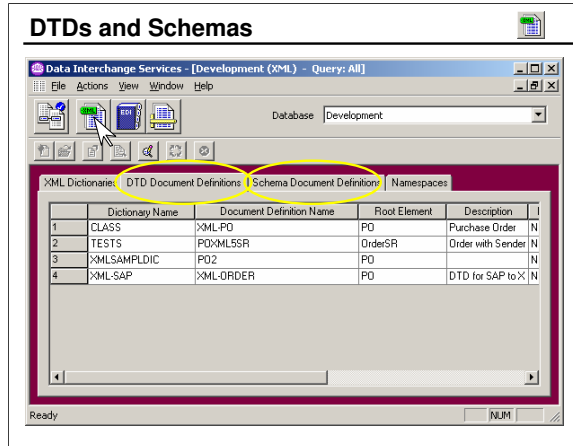 DTDs and Schemas
Data Interchange Services - [Development (XML) - Query: All]
File Actions View Window Help
XML EDI
Database Development
XML Dictionaries DTD Document Definitions Schema Document Definitions Namespaces
Dictionary Name Document Definition Name Root Element Description
1 CLASS XML-PO PO Purchase Order N
2 TESTS POXML5SR OrderSR Order with Sender N
3 XMLSAMPLDIC PO2 PO N
4 XML-SAP XML-ORDER PO DTD for SAP to X N
Ready NUM